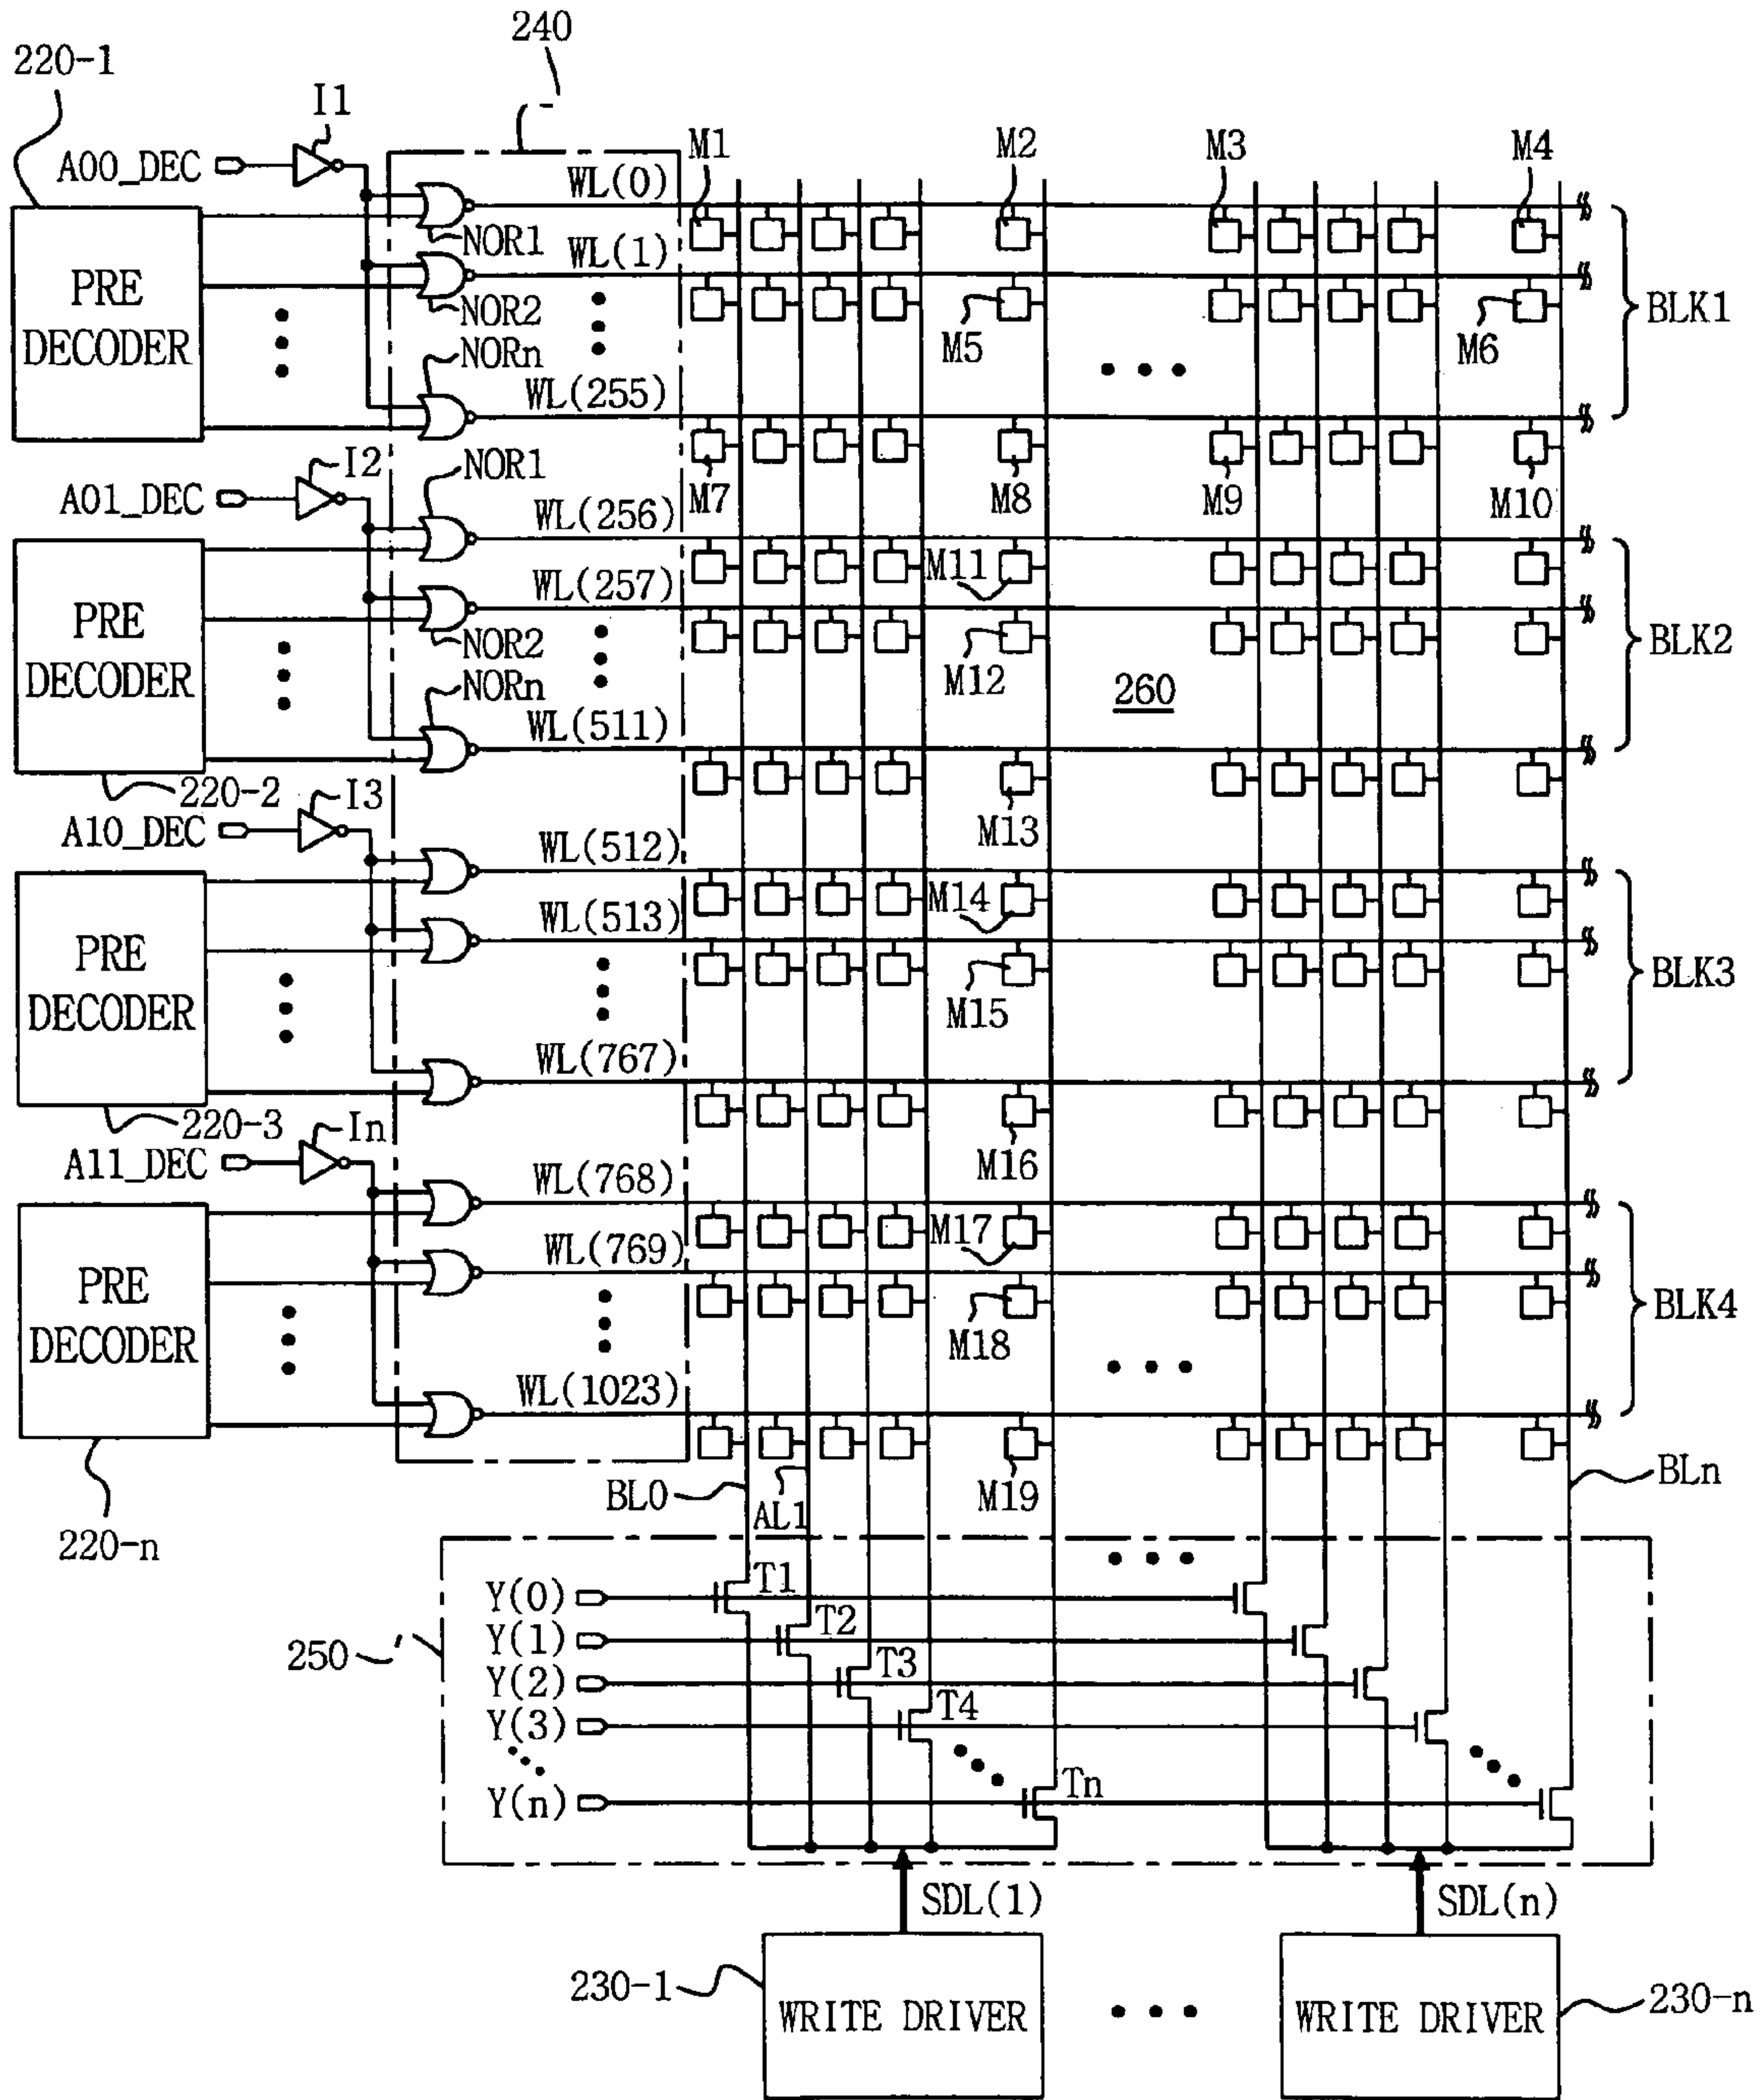 240
220-1
I1
A00_DEC
WL(0)
M1
M2
M3
M4
NOR1
WL(1)
PRE
DECODER
NOR2
M5
M6
BLK1
NORn
WL(255)
I2
NOR1
M7
M8
M9
M10
A01_DEC
WL(256)
M11
WL(257)
PRE
DECODER
NOR2
M12
BLK2
NORn
260
WL(511)
220-2
I3
M13
A10_DEC
WL(512)
M14
WL(513)
PRE
DECODER
M15
BLK3
WL(767)
220-3
In
M16
A11_DEC
WL(768)
M17
WL(769)
PRE
DECODER
M18
BLK4
WL(1023)
BL0
AL1
M19
BLn
220-n
Y(0)
T1
Y(1)
T2
250
Y(2)
T3
Y(3)
T4
Y(n)
Tn
SDL(1)
SDL(n)
230-1
WRITE DRIVER
WRITE DRIVER
230-n